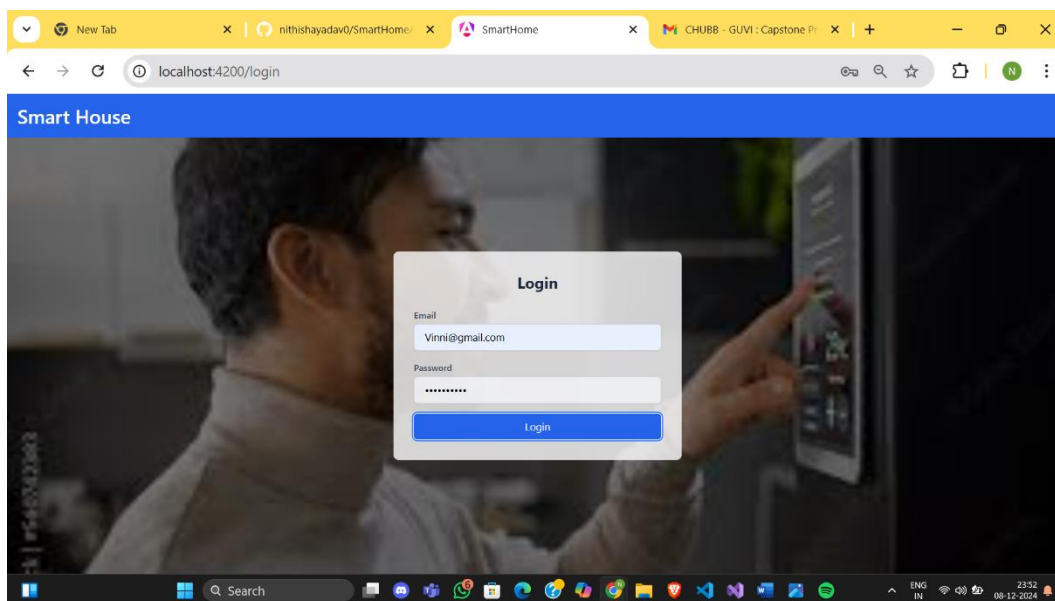 New Tab
nithishayadav0/SmartHome/
SmartHome
CHUBB - GUVI : Capstone Pr
localhost:4200/login
N
Smart House
Login
Email
Vinni@gmail.com
Password
••••••••••
Login
Search
6
ENG
IN
23:52
08-12-2024